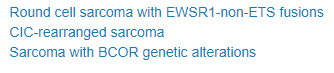 Round cell sarcoma with EWSR1-non-ETS fusions
CIC-rearranged sarcoma
Sarcoma with BCOR genetic alterations